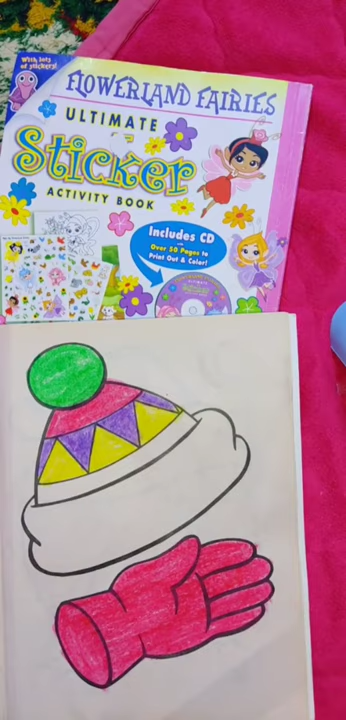 With lots
of stickers!
FLOWERLAND FAIRIES
ULTIMATE
Sticker
ACTIVITY BOOK
Includes CD
with
Over 50 Pages to
Print Out & Color!